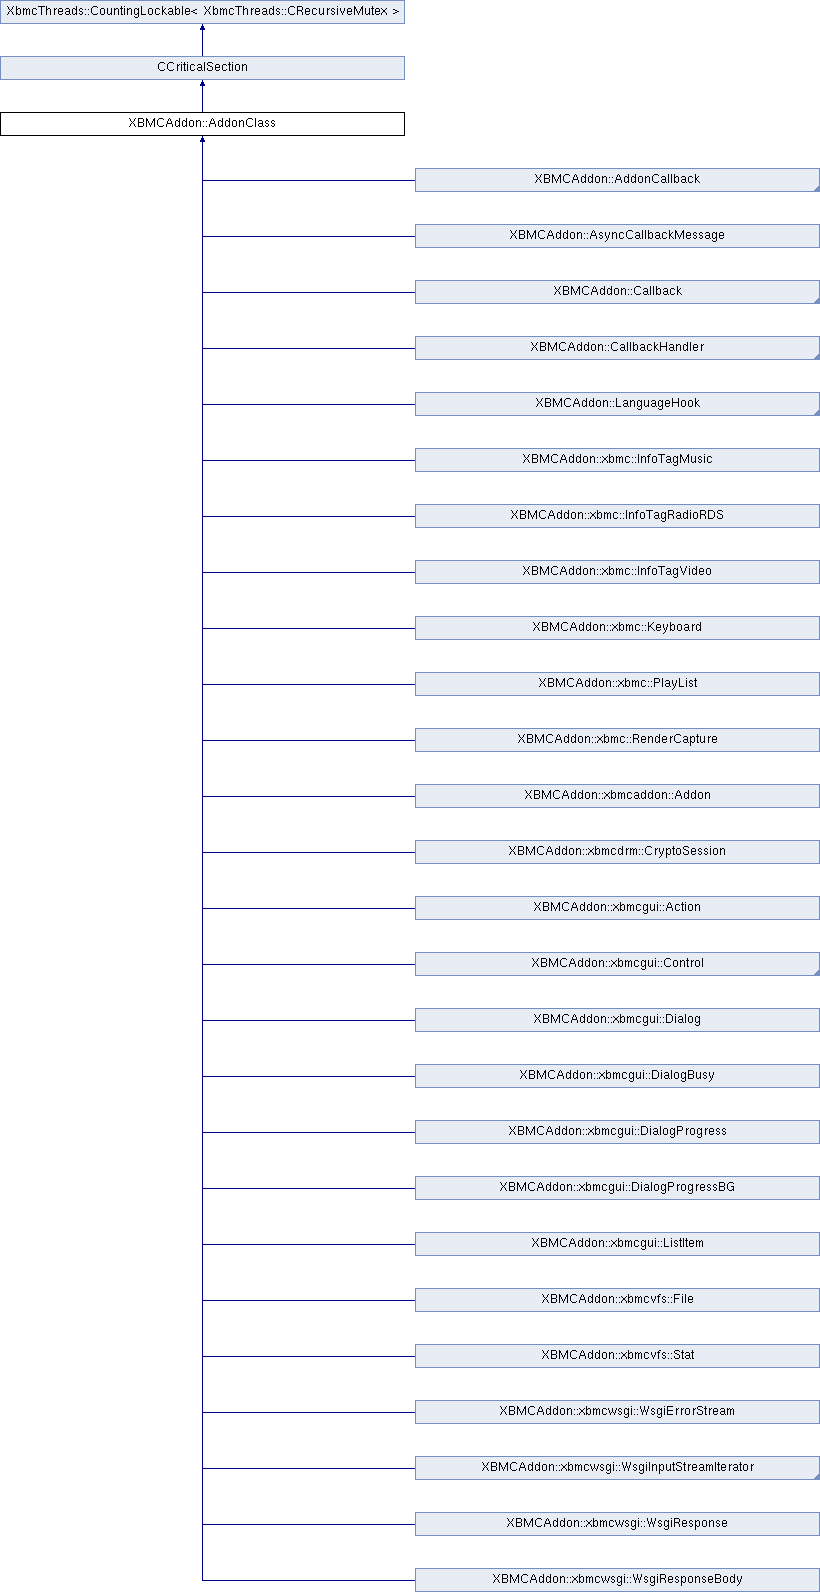 XbmcThreads::CountingLockable< XbmcThreads::CRecursiveMutex >
CCriticalSection
XBMCAddon::AddonClass
XBMCAddon::AddonCallback
XBMCAddon::AsyncCallbackMessage
XBMCAddon::Callback
XBMCAddon::CallbackHandler
XBMCAddon::LanguageHook
XBMCAddon::xbmc::InfoTagMusic
XBMCAddon::xbmc::InfoTagRadioRDS
XBMCAddon::xbmc::InfoTagVideo
XBMCAddon::xbmc::Keyboard
XBMCAddon::xbmc::PlayList
XBMCAddon::xbmc::RenderCapture
XBMCAddon::xbmcaddon::Addon
XBMCAddon::xbmcdrm::CryptoSession
XBMCAddon::xbmcgui::Action
XBMCAddon::xbmcgui::Control
XBMCAddon::xbmcgui::Dialog
XBMCAddon::xbmcgui::DialogBusy
XBMCAddon::xbmcgui::DialogProgress
XBMCAddon::xbmcgui::DialogProgressBG
XBMCAddon::xbmcgui::ListItem
XBMCAddon::xbmcvfs::File
XBMCAddon::xbmcvfs::Stat
XBMCAddon::xbmcwsgi::WsgiErrorStream
XBMCAddon::xbmcwsgi::WsgiInputStreamIterator
XBMCAddon::xbmcwsgi::WsgiResponse
XBMCAddon::xbmcwsgi::WsgiResponseBody